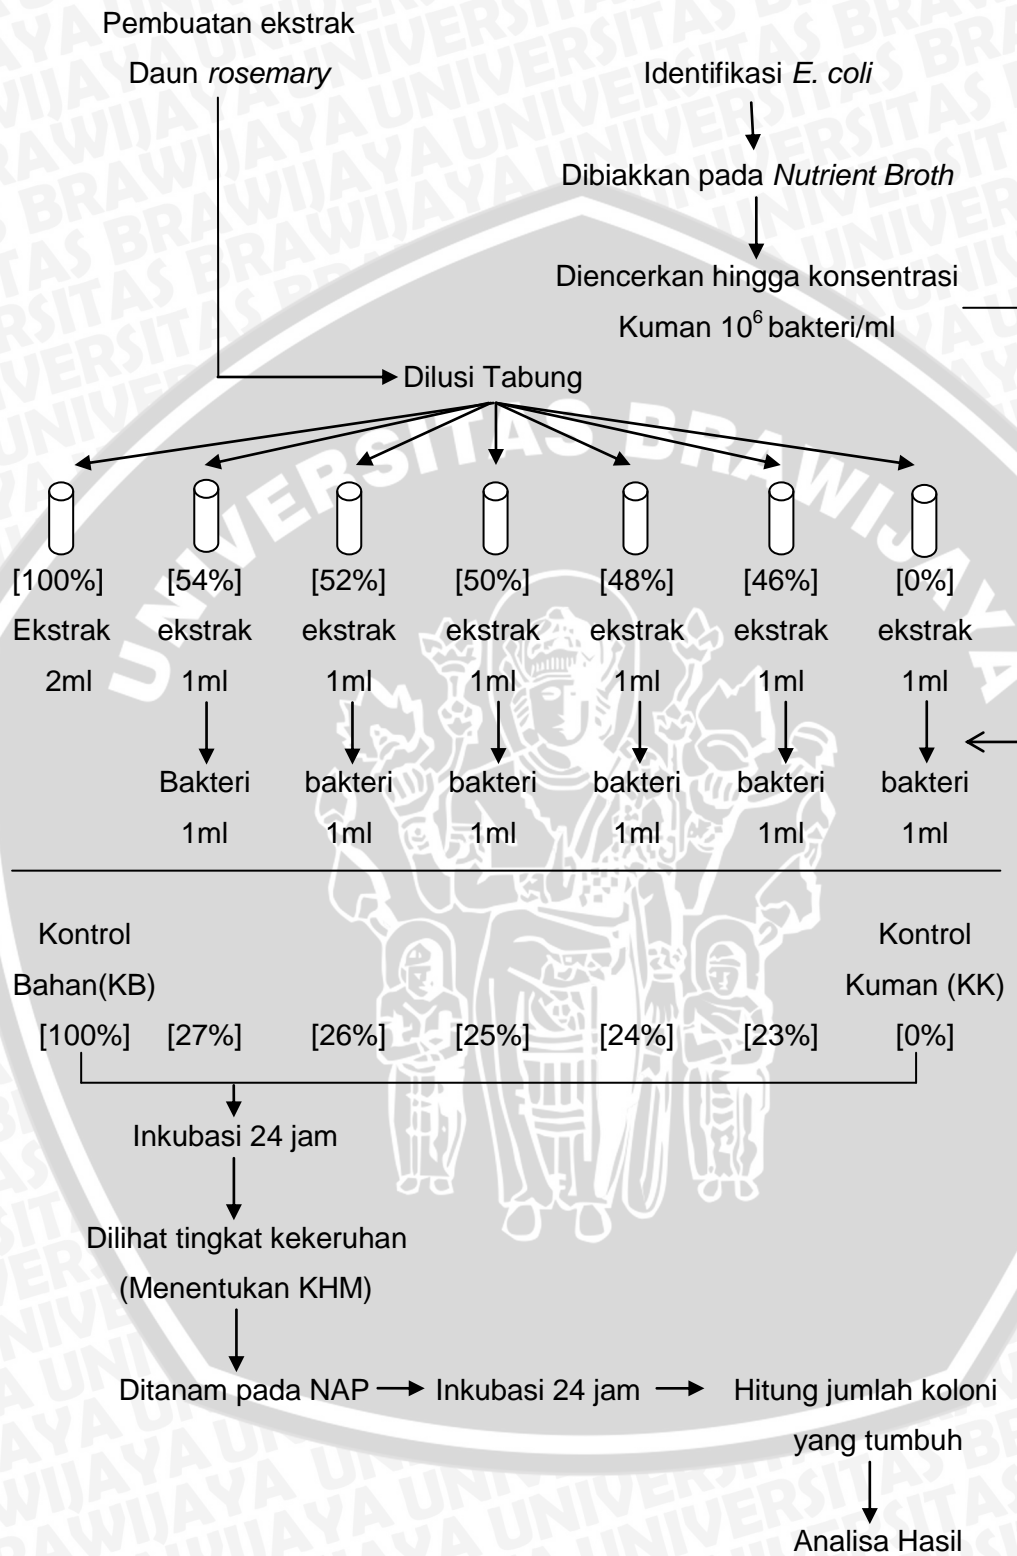 Pembuatan ekstrak
Daun rosemary
Identifikasi E. coli
Dibiakkan pada Nutrient Broth
Diencerkan hingga konsentrasi
Kuman 10⁶ bakteri/ml
Dilusi Tabung
[100%] [54%] [52%] [50%] [48%] [46%] [0%]
Ekstrak ekstrak ekstrak ekstrak ekstrak ekstrak ekstrak
2ml 1ml 1ml 1ml 1ml 1ml 1ml
Bakteri bakteri bakteri bakteri bakteri bakteri
1ml 1ml 1ml 1ml 1ml 1ml
Kontrol Kontrol
Bahan(KB) Kuman (KK)
[100%] [27%] [26%] [25%] [24%] [23%] [0%]
Inkubasi 24 jam
Dilihat tingkat kekeruhan
(Menentukan KHM)
Ditanam pada NAP Inkubasi 24 jam Hitung jumlah koloni
yang tumbuh
Analisa Hasil
UNIVERSITAS BRAWIJAYA